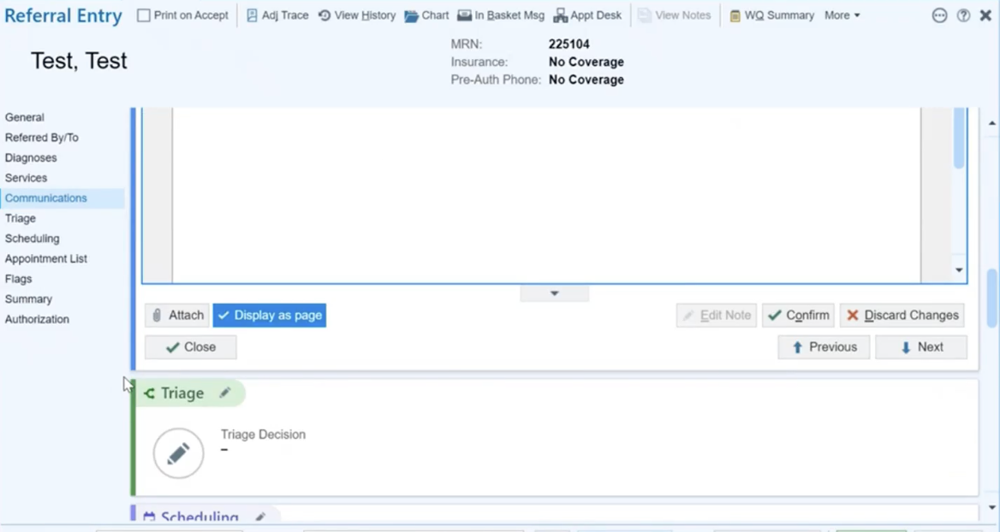 Referral Entry Print on Accept Adj Trace View History Chart In Basket Msg Appt Desk View Notes WQ Summary More
Test, Test
MRN: 225104
Insurance: No Coverage
Pre-Auth Phone: No Coverage
General
Referred By/To
Diagnoses
Services
Communications
Triage
Scheduling
Appointment List
Flags
Summary
Authorization
Attach Display as page Edit Note Confirm Discard Changes
Close Previous Next
Triage
Triage Decision
–
Scheduling